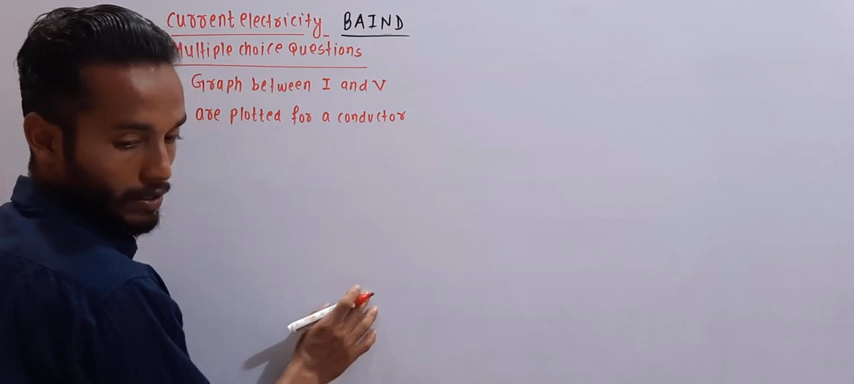 Current electricity BAIND
Multiple choice Questions
Graph between I and V
are plotted for a conductor